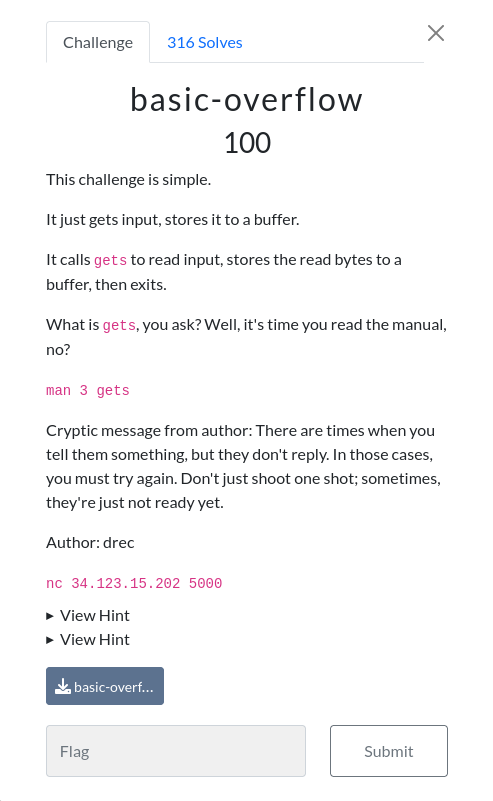 Challenge
316 Solves
basic-overflow
100
This challenge is simple.
It just gets input, stores it to a buffer.
It calls gets to read input, stores the read bytes to a
buffer, then exits.
What is gets, you ask? Well, it's time you read the manual,
no?
man 3 gets
Cryptic message from author: There are times when you
tell them something, but they don't reply. In those cases,
you must try again. Don't just shoot one shot; sometimes,
they're just not ready yet.
Author: drec
nc 34.123.15.202 5000
▸ View Hint
▸ View Hint
basic-overf...
Flag
Submit